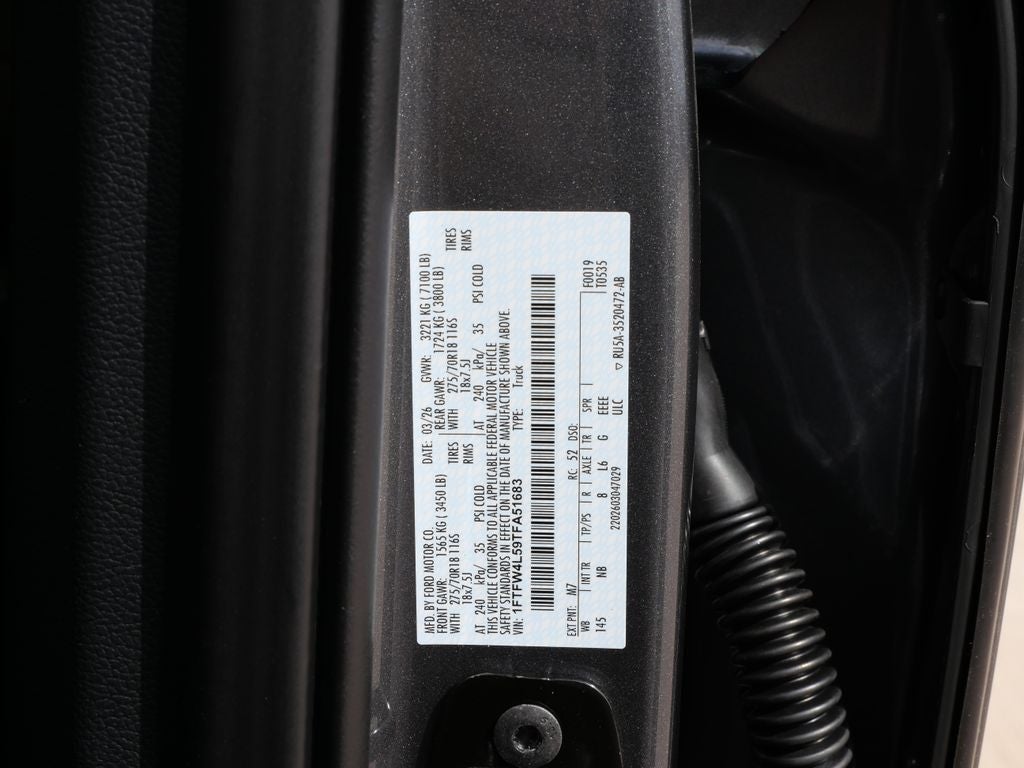 MFD. BY FORD MOTOR CO.
DATE: 03/26 GVWR: 3221 KG (7100 LB)
FRONT GAWR: 1565 KG (3450 LB) REAR GAWR: 1724 KG (3800 LB)
WITH 275/70R18 116S TIRES WITH 275/70R18 116S TIRES
18x7.5J RIMS 18x7.5J RIMS
AT 240 kPa/ 35 PSI COLD AT 240 kPa/ 35 PSI COLD
THIS VEHICLE CONFORMS TO ALL APPLICABLE FEDERAL MOTOR VEHICLE
SAFETY STANDARDS IN EFFECT ON THE DATE OF MANUFACTURE SHOWN ABOVE.
VIN: 1FTFW4L59TFA51683 TYPE: Truck
EXT PNT: M7 RC: 52 DSO: F0019
WB INT TR TP/PS R AXLE TR SPR T0535
145 NB 8 L6 G EEEE
2202603047029 ULC ▽ RU5A-3520472-AB